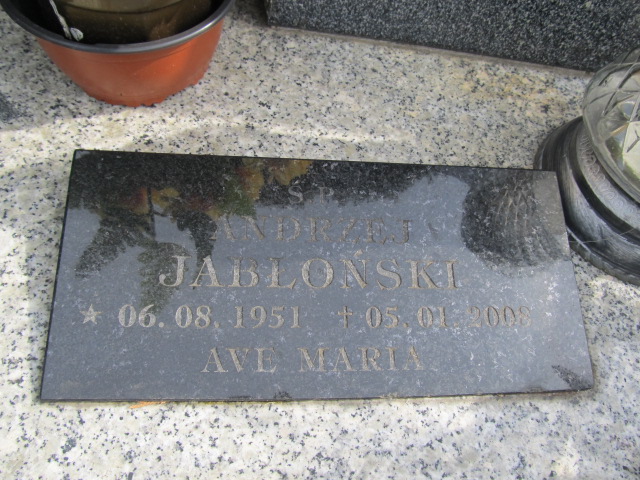 Ś.P.
ANDRZEJ
JABŁOŃSKI
★ 06.08.1951 † 05.01.2008
AVE MARIA